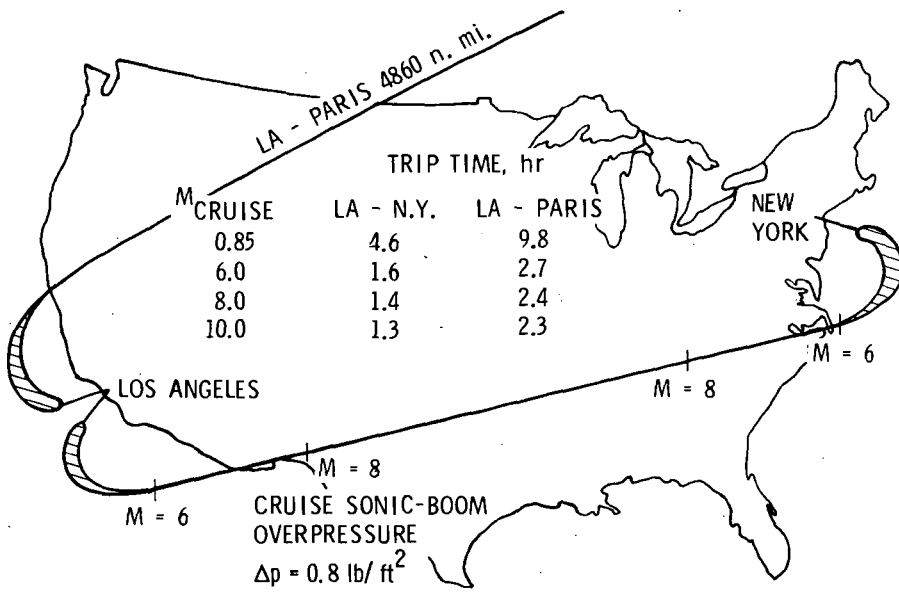 LA - PARIS 4860 n. mi.
TRIP TIME, hr
M CRUISE LA - N.Y. LA - PARIS
0.85 4.6 9.8
6.0 1.6 2.7
8.0 1.4 2.4
10.0 1.3 2.3
NEW
YORK
M = 6
M = 8
LOS ANGELES
M = 8
M = 6
CRUISE SONIC-BOOM
OVERPRESSURE
Δp = 0.8 lb/ft²